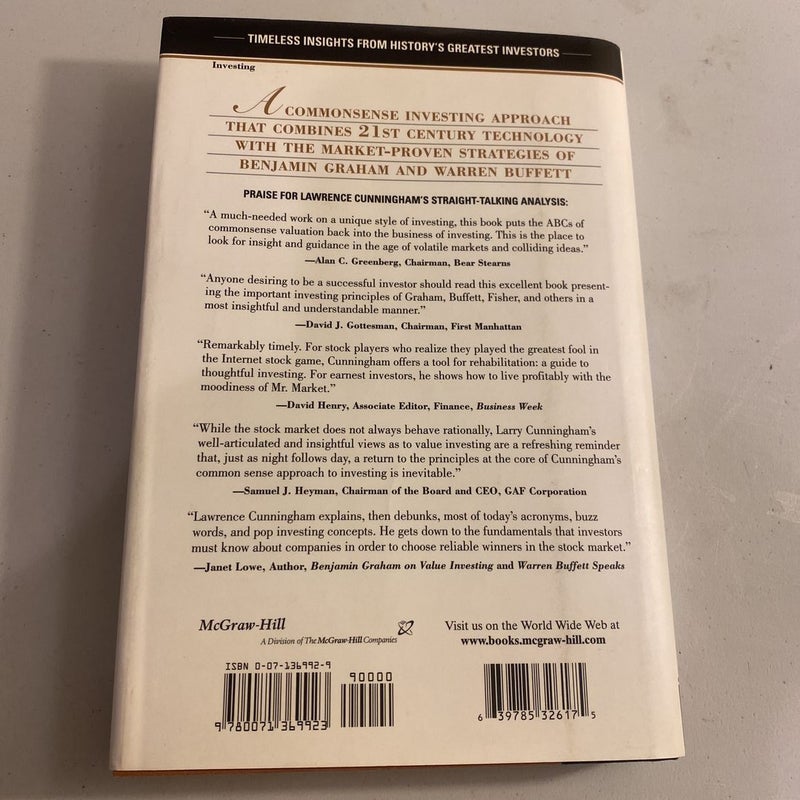 TIMELESS INSIGHTS FROM HISTORY'S GREATEST INVESTORS
Investing
A COMMONSENSE INVESTING APPROACH
THAT COMBINES 21ST CENTURY TECHNOLOGY
WITH THE MARKET-PROVEN STRATEGIES OF
BENJAMIN GRAHAM AND WARREN BUFFETT
PRAISE FOR LAWRENCE CUNNINGHAM'S STRAIGHT-TALKING ANALYSIS:
“A much-needed work on a unique style of investing, this book puts the ABCs of
commonsense valuation back into the business of investing. This is the place to
look for insight and guidance in the age of volatile markets and colliding ideas.”
—Alan C. Greenberg, Chairman, Bear Stearns
“Anyone desiring to be a successful investor should read this excellent book present-
ing the important investing principles of Graham, Buffett, Fisher, and others in a
most insightful and understandable manner.”
—David J. Gottesman, Chairman, First Manhattan
“Remarkably timely. For stock players who realize they played the greatest fool in
the Internet stock game, Cunningham offers a tool for rehabilitation: a guide to
thoughtful investing. For earnest investors, he shows how to live profitably with the
moodiness of Mr. Market.”
—David Henry, Associate Editor, Finance, Business Week
“While the stock market does not always behave rationally, Larry Cunningham's
well-articulated and insightful views as to value investing are a refreshing reminder
that, just as night follows day, a return to the principles at the core of Cunningham's
common sense approach to investing is inevitable.”
—Samuel J. Heyman, Chairman of the Board and CEO, GAF Corporation
“Lawrence Cunningham explains, then debunks, most of today's acronyms, buzz
words, and pop investing concepts. He gets down to the fundamentals that investors
must know about companies in order to choose reliable winners in the stock market.”
—Janet Lowe, Author, Benjamin Graham on Value Investing and Warren Buffett Speaks
McGraw-Hill
A Division of The McGraw-Hill Companies
Visit us on the World Wide Web at
www.books.mcgraw-hill.com
ISBN 0-07-136992-9
90000
9 780071 369923
6 39785 32617 5